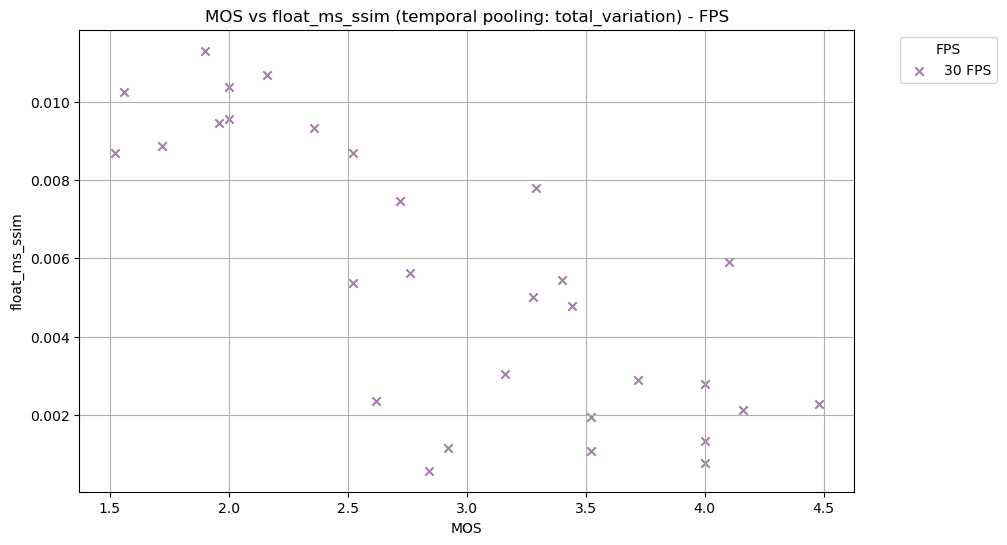 MOS vs float_ms_ssim (temporal pooling: total_variation) - FPS
FPS
30 FPS
0.010
0.008
0.006
0.004
0.002
float_ms_ssim
1.5 2.0 2.5 3.0 3.5 4.0 4.5
MOS